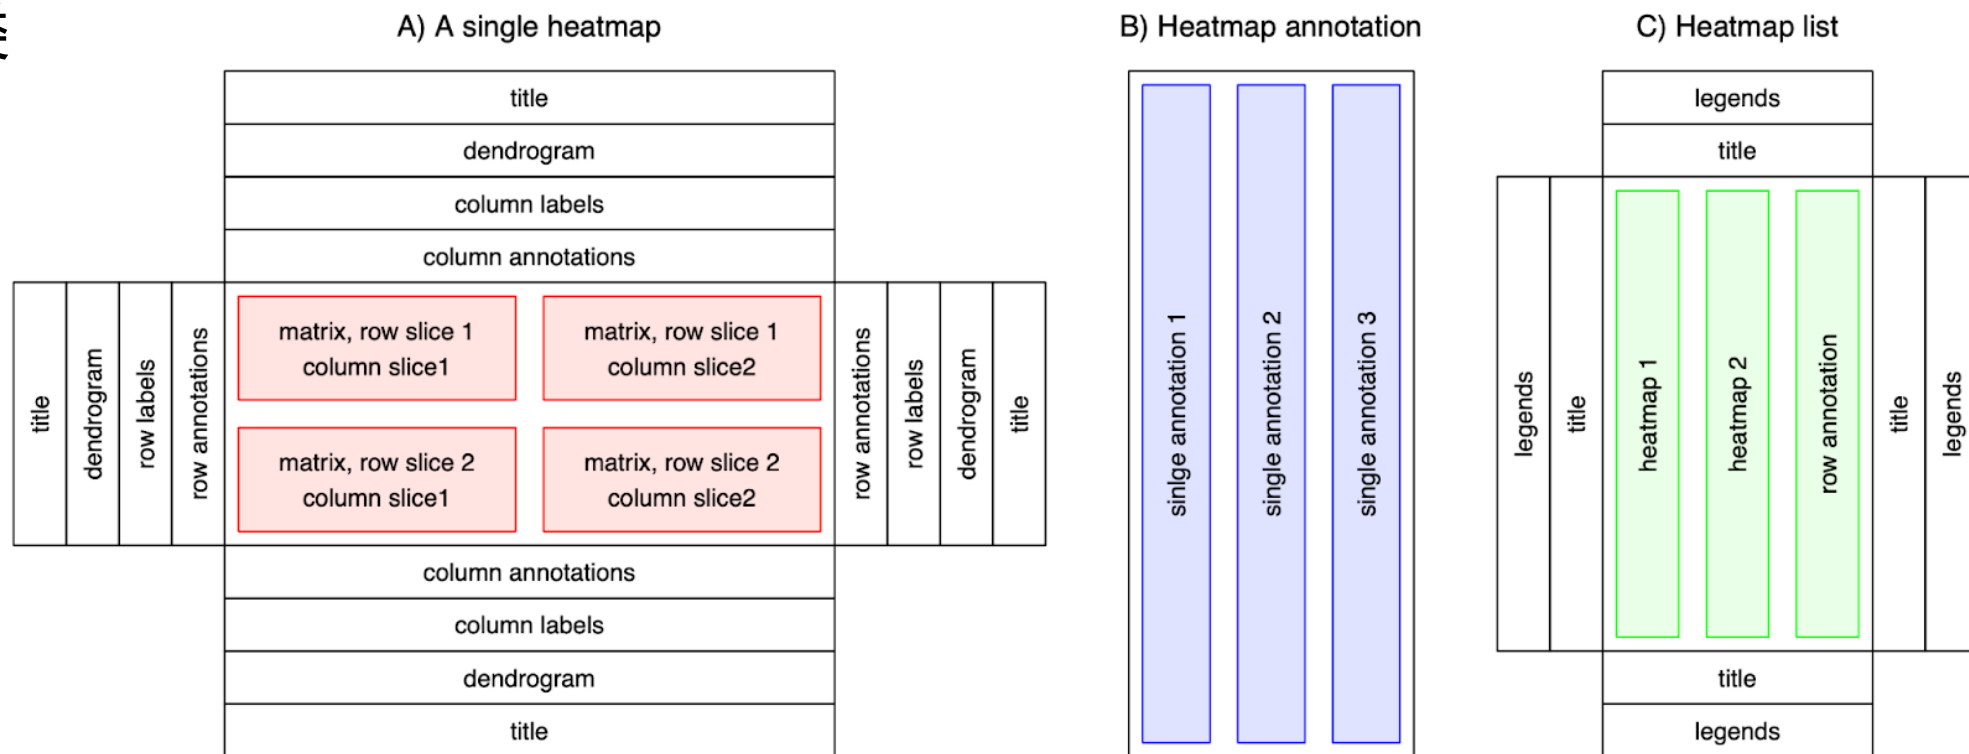 A) A single heatmap
title
dendrogram
column labels
column annotations
title
dendrogram
row labels
row annotations
matrix, row slice 1
column slice1
matrix, row slice 1
column slice2
matrix, row slice 2
column slice1
matrix, row slice 2
column slice2
row annotations
row labels
dendrogram
title
column annotations
column labels
dendrogram
title
B) Heatmap annotation
sinlge annotation 1
single annotation 2
single annotation 3
C) Heatmap list
legends
title
legends
title
heatmap 1
heatmap 2
row annotation
title
legends
title
legends